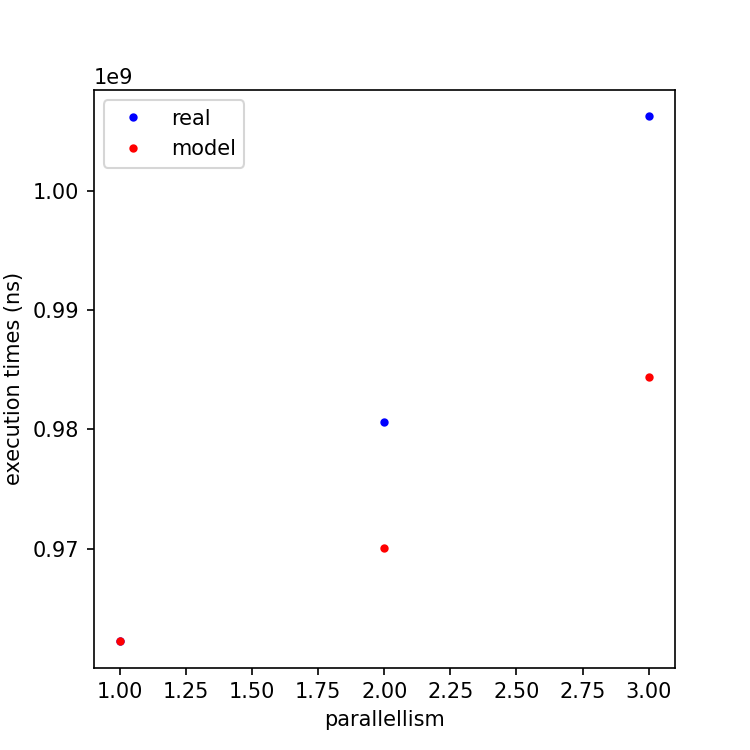 1e9
real
model
1.00
0.99
0.98
0.97
execution times (ns)
1.00 1.25 1.50 1.75 2.00 2.25 2.50 2.75 3.00
parallellism